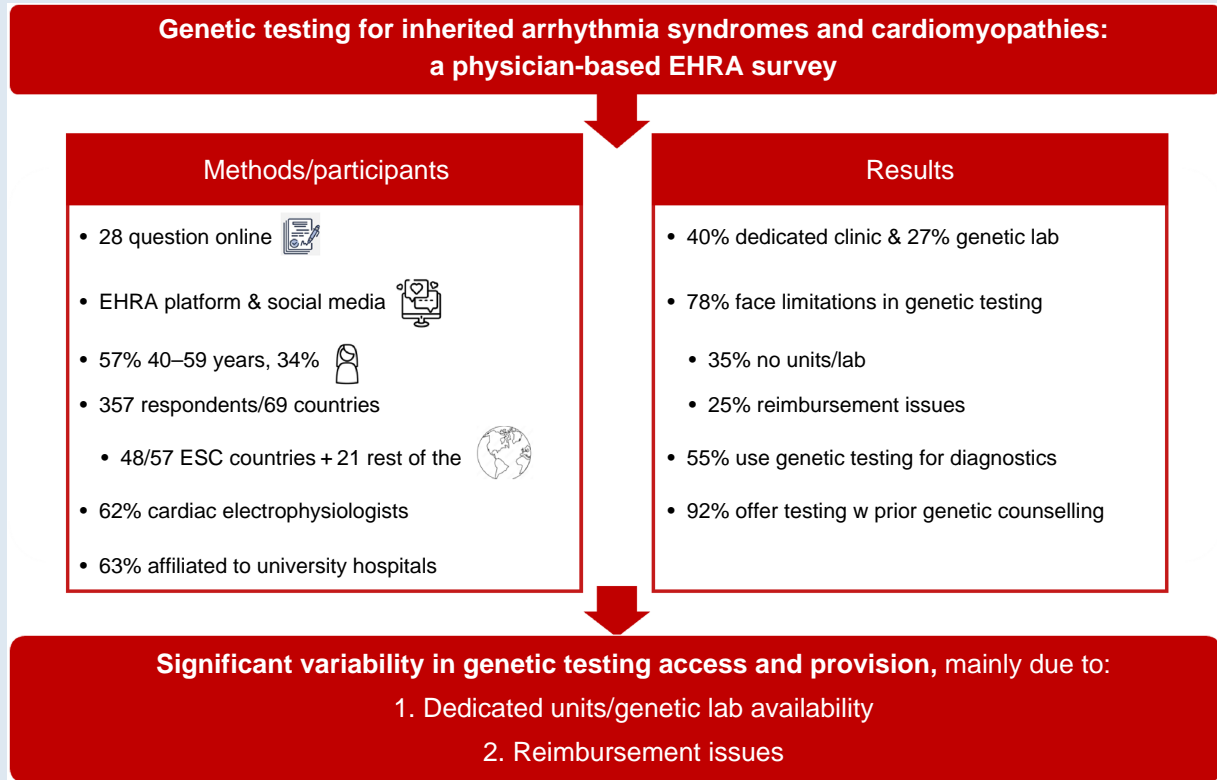 Genetic testing for inherited arrhythmia syndromes and cardiomyopathies:
a physician-based EHRA survey
Methods/participants
• 28 question online
• EHRA platform & social media
• 57% 40–59 years, 34%
• 357 respondents/69 countries
• 48/57 ESC countries + 21 rest of the
• 62% cardiac electrophysiologists
• 63% affiliated to university hospitals
Results
• 40% dedicated clinic & 27% genetic lab
• 78% face limitations in genetic testing
• 35% no units/lab
• 25% reimbursement issues
• 55% use genetic testing for diagnostics
• 92% offer testing w prior genetic counselling
Significant variability in genetic testing access and provision, mainly due to:
1. Dedicated units/genetic lab availability
2. Reimbursement issues